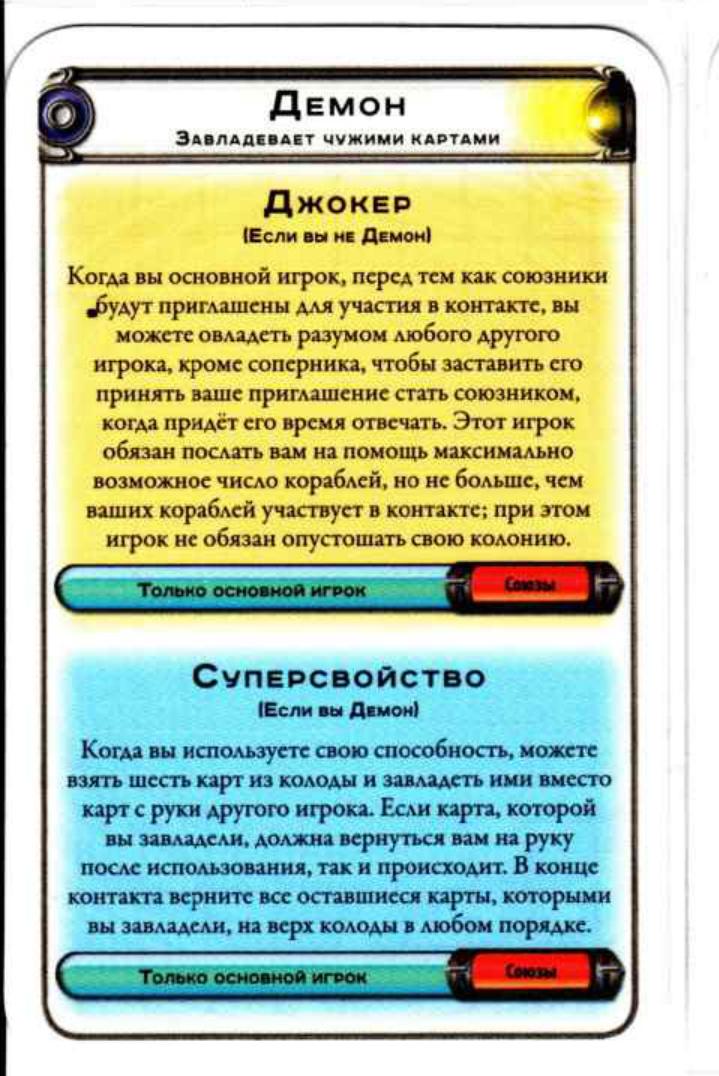 Демон
Завладевает чужими картами
Джокер
(Если вы не Демон)
Когда вы основной игрок, перед тем как союзники
будут приглашены для участия в контакте, вы
можете овладеть разумом любого другого
игрока, кроме соперника, чтобы заставить его
принять ваше приглашение стать союзником,
когда придёт его время отвечать. Этот игрок
обязан послать вам на помощь максимально
возможное число кораблей, но не больше, чем
ваших кораблей участвует в контакте; при этом
игрок не обязан опустошать свою колонию.
Только основной игрок
Союзы
Суперсвойство
(Если вы Демон)
Когда вы используете свою способность, можете
взять шесть карт из колоды и завладеть ими вместо
карт с руки другого игрока. Если карта, которой
вы завладели, должна вернуться вам на руку
после использования, так и происходит. В конце
контакта верните все оставшиеся карты, которыми
вы завладели, на верх колоды в любом порядке.
Только основной игрок
Союзы